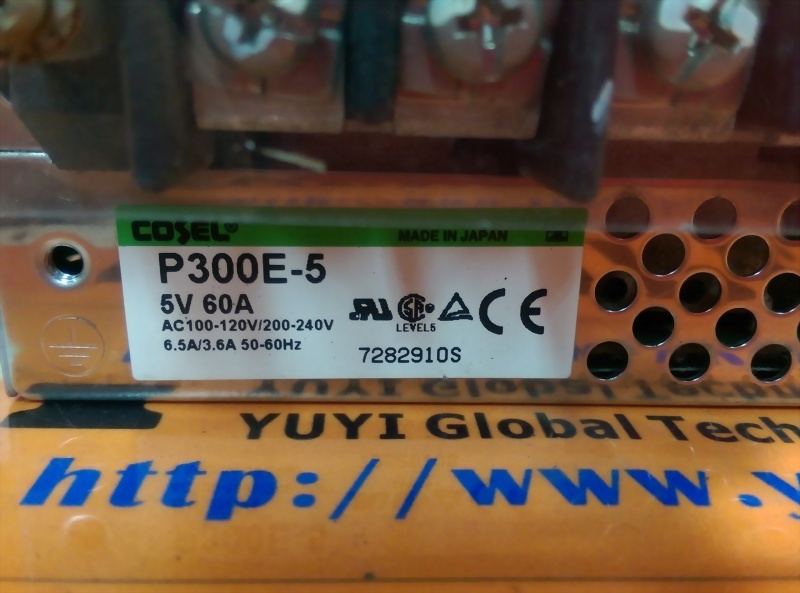 COSEL® MADE IN JAPAN
P300E-5
5V 60A
AC100-120V/200-240V
6.5A/3.6A 50-60Hz
LEVEL5
CE
7282910S
YUYI Global Tech
http://www.y